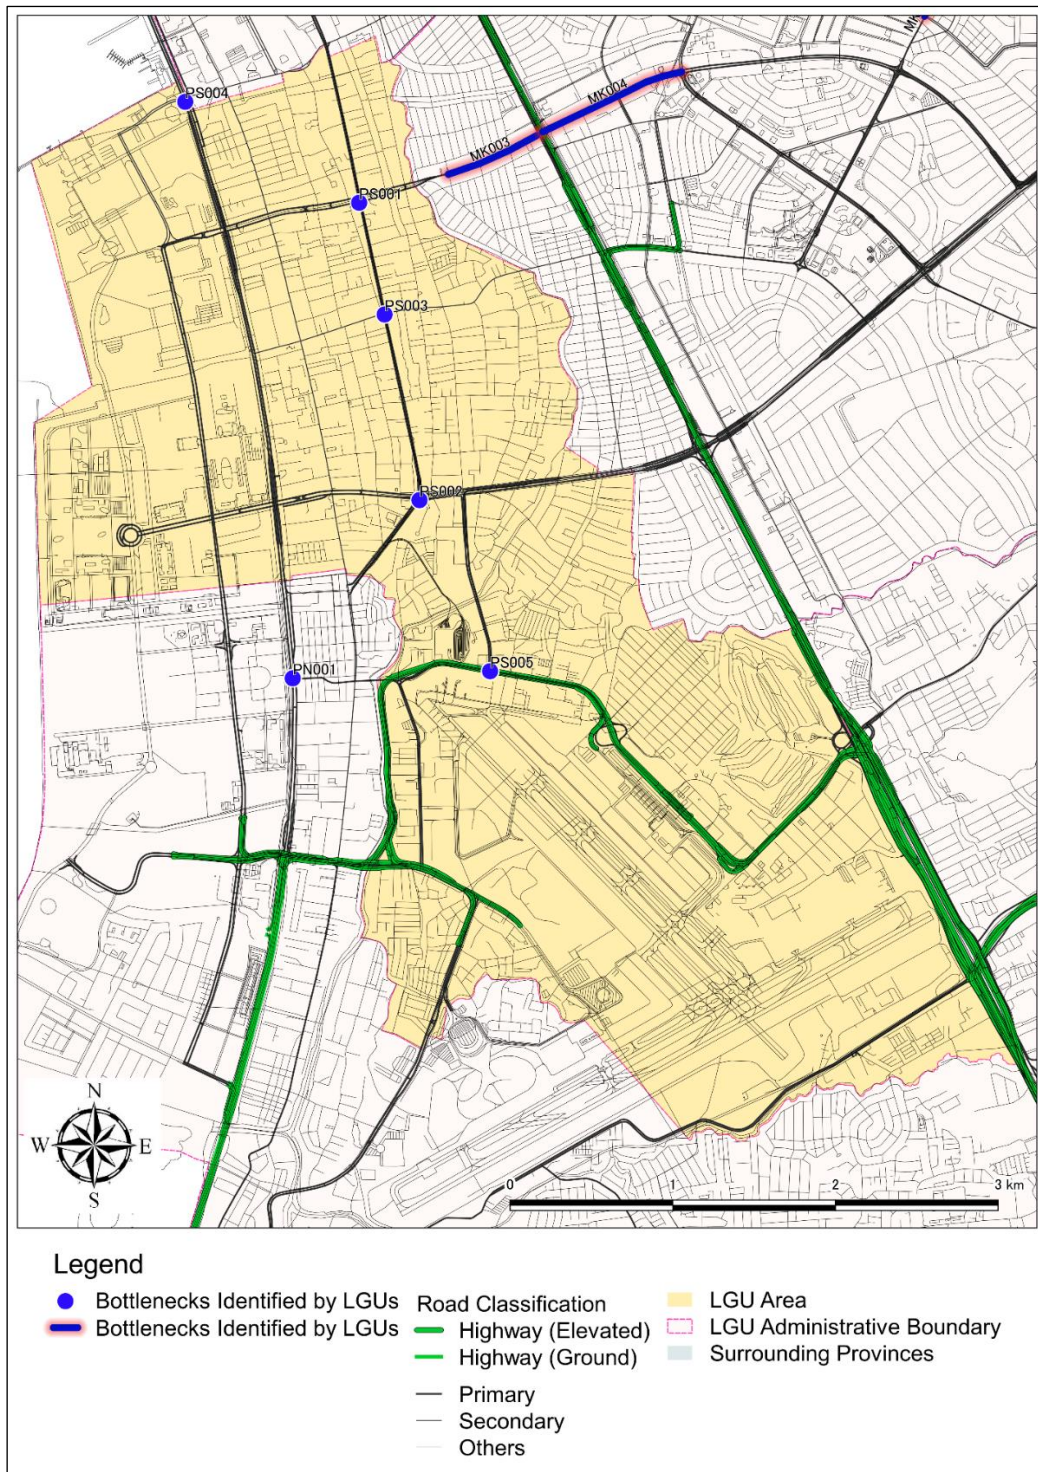 MK
PS004
MK004
MK003
PS001
PS003
PS002
PN001
PS005
N
W E
S
0 1 2 3 km
Legend
Bottlenecks Identified by LGUs
Bottlenecks Identified by LGUs
Road Classification
Highway (Elevated)
Highway (Ground)
Primary
Secondary
Others
LGU Area
LGU Administrative Boundary
Surrounding Provinces